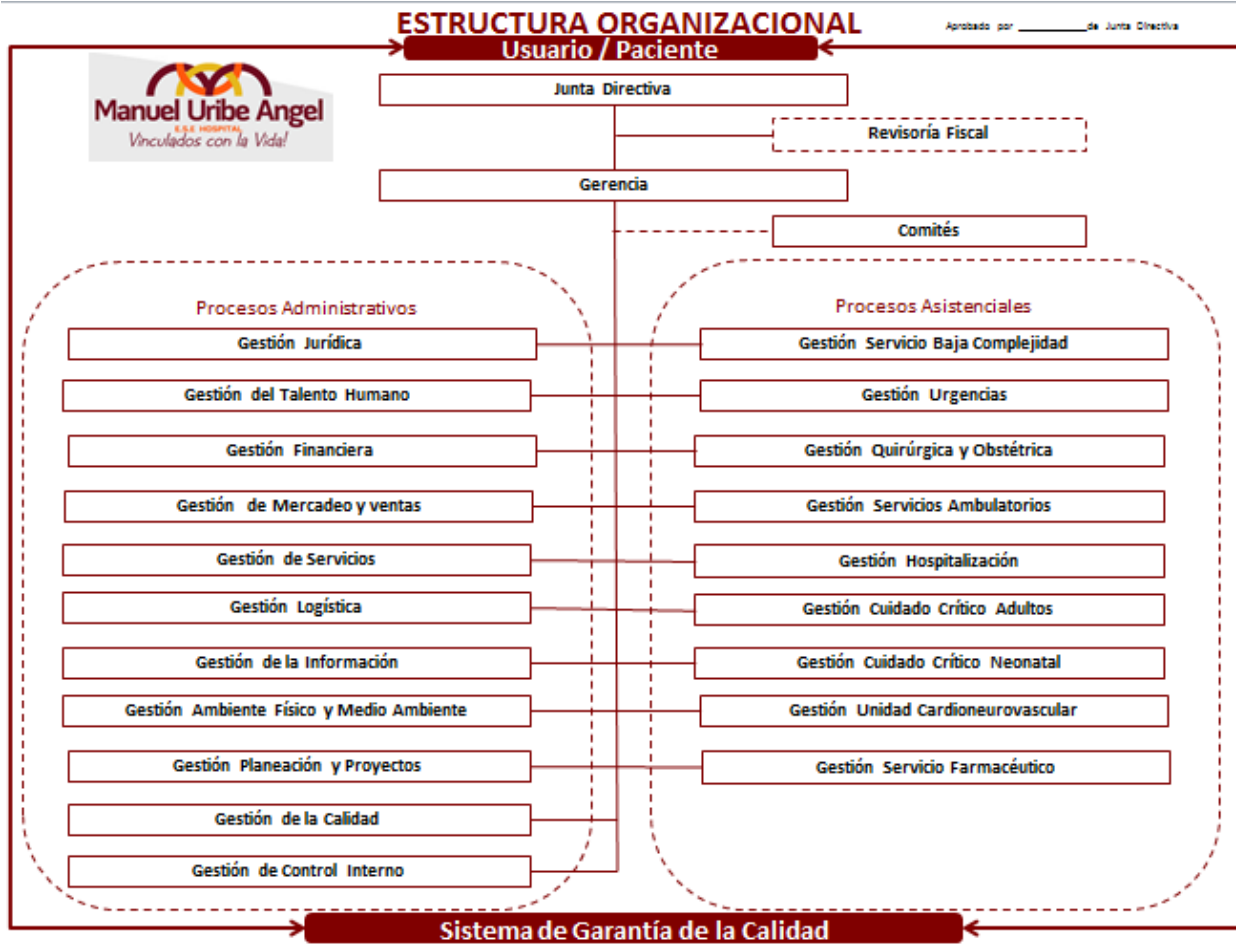 ESTRUCTURA ORGANIZACIONAL
Aprobado por ____________de Junta Directiva
Usuario / Paciente
Manuel Uribe Angel
E.S.E HOSPITAL
Vinculados con la Vida!
Junta Directiva
Revisoría Fiscal
Gerencia
Comités
Procesos Administrativos
Gestión Jurídica
Gestión del Talento Humano
Gestión Financiera
Gestión de Mercadeo y ventas
Gestión de Servicios
Gestión Logística
Gestión de la Información
Gestión Ambiente Físico y Medio Ambiente
Gestión Planeación y Proyectos
Gestión de la Calidad
Gestión de Control Interno
Procesos Asistenciales
Gestión Servicio Baja Complejidad
Gestión Urgencias
Gestión Quirúrgica y Obstétrica
Gestión Servicios Ambulatorios
Gestión Hospitalización
Gestión Cuidado Crítico Adultos
Gestión Cuidado Crítico Neonatal
Gestión Unidad Cardioneurovascular
Gestión Servicio Farmacéutico
Sistema de Garantía de la Calidad